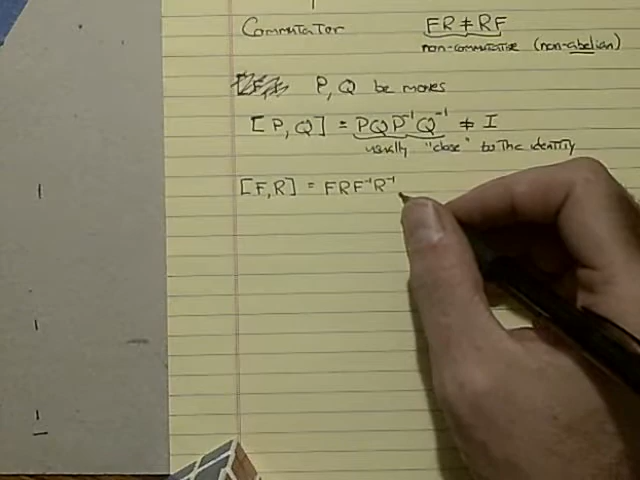 Commutator FR ≠ RF
non-commutative (non-abelian)
P, Q be moves
[P, Q] = PQP⁻¹Q⁻¹ ≠ I
usually "close" to the identity
[F, R] = FRF⁻¹R⁻¹